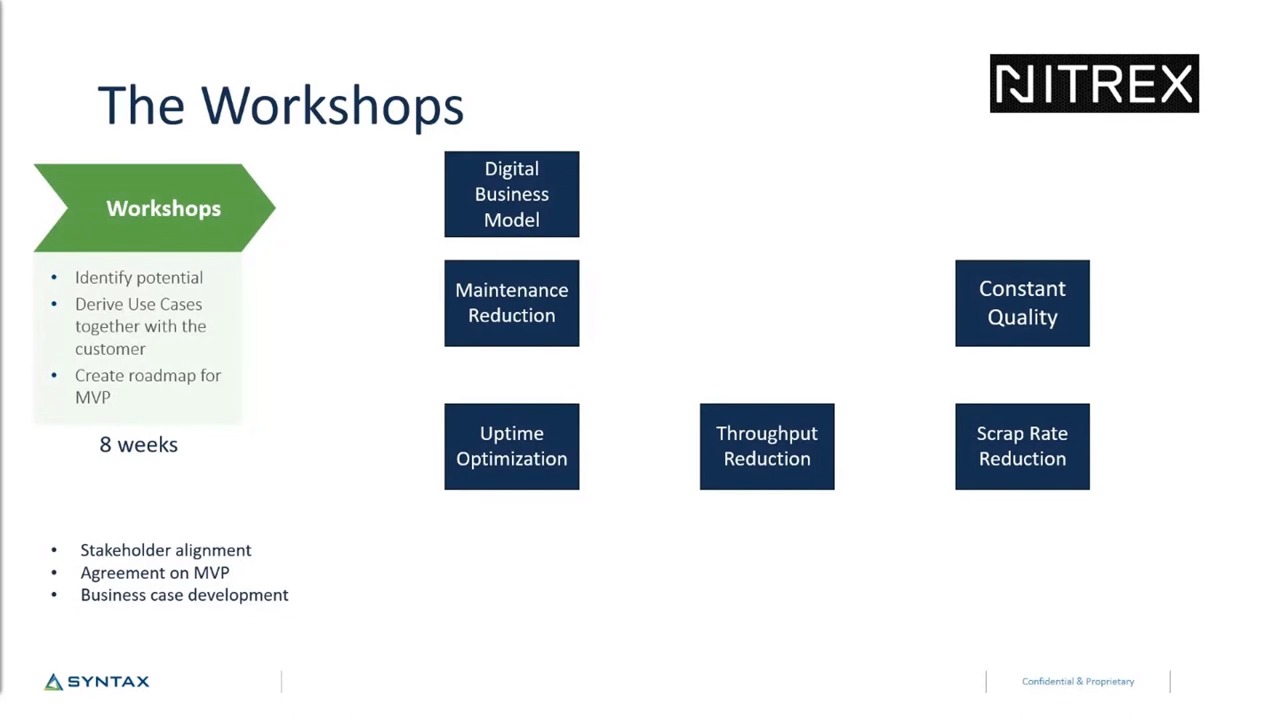 The Workshops
NITREX
Workshops
• Identify potential
• Derive Use Cases
together with the
customer
• Create roadmap for
MVP
8 weeks
• Stakeholder alignment
• Agreement on MVP
• Business case development
Digital
Business
Model
Maintenance
Reduction
Constant
Quality
Uptime
Optimization
Throughput
Reduction
Scrap Rate
Reduction
SYNTAX
Confidential & Proprietary